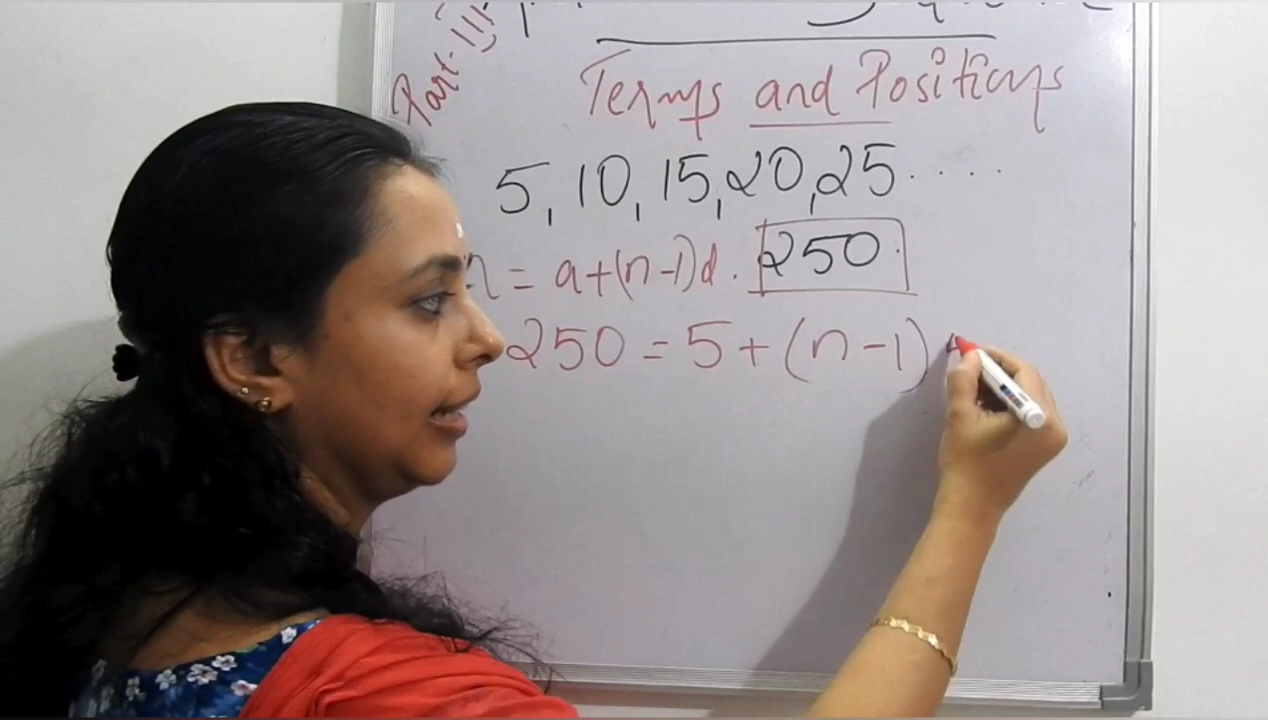 Part-III
Terms and Positions
5, 10, 15, 20, 25 . . . .
n = a+(n-1)d . 250.
250 = 5 + (n-1)